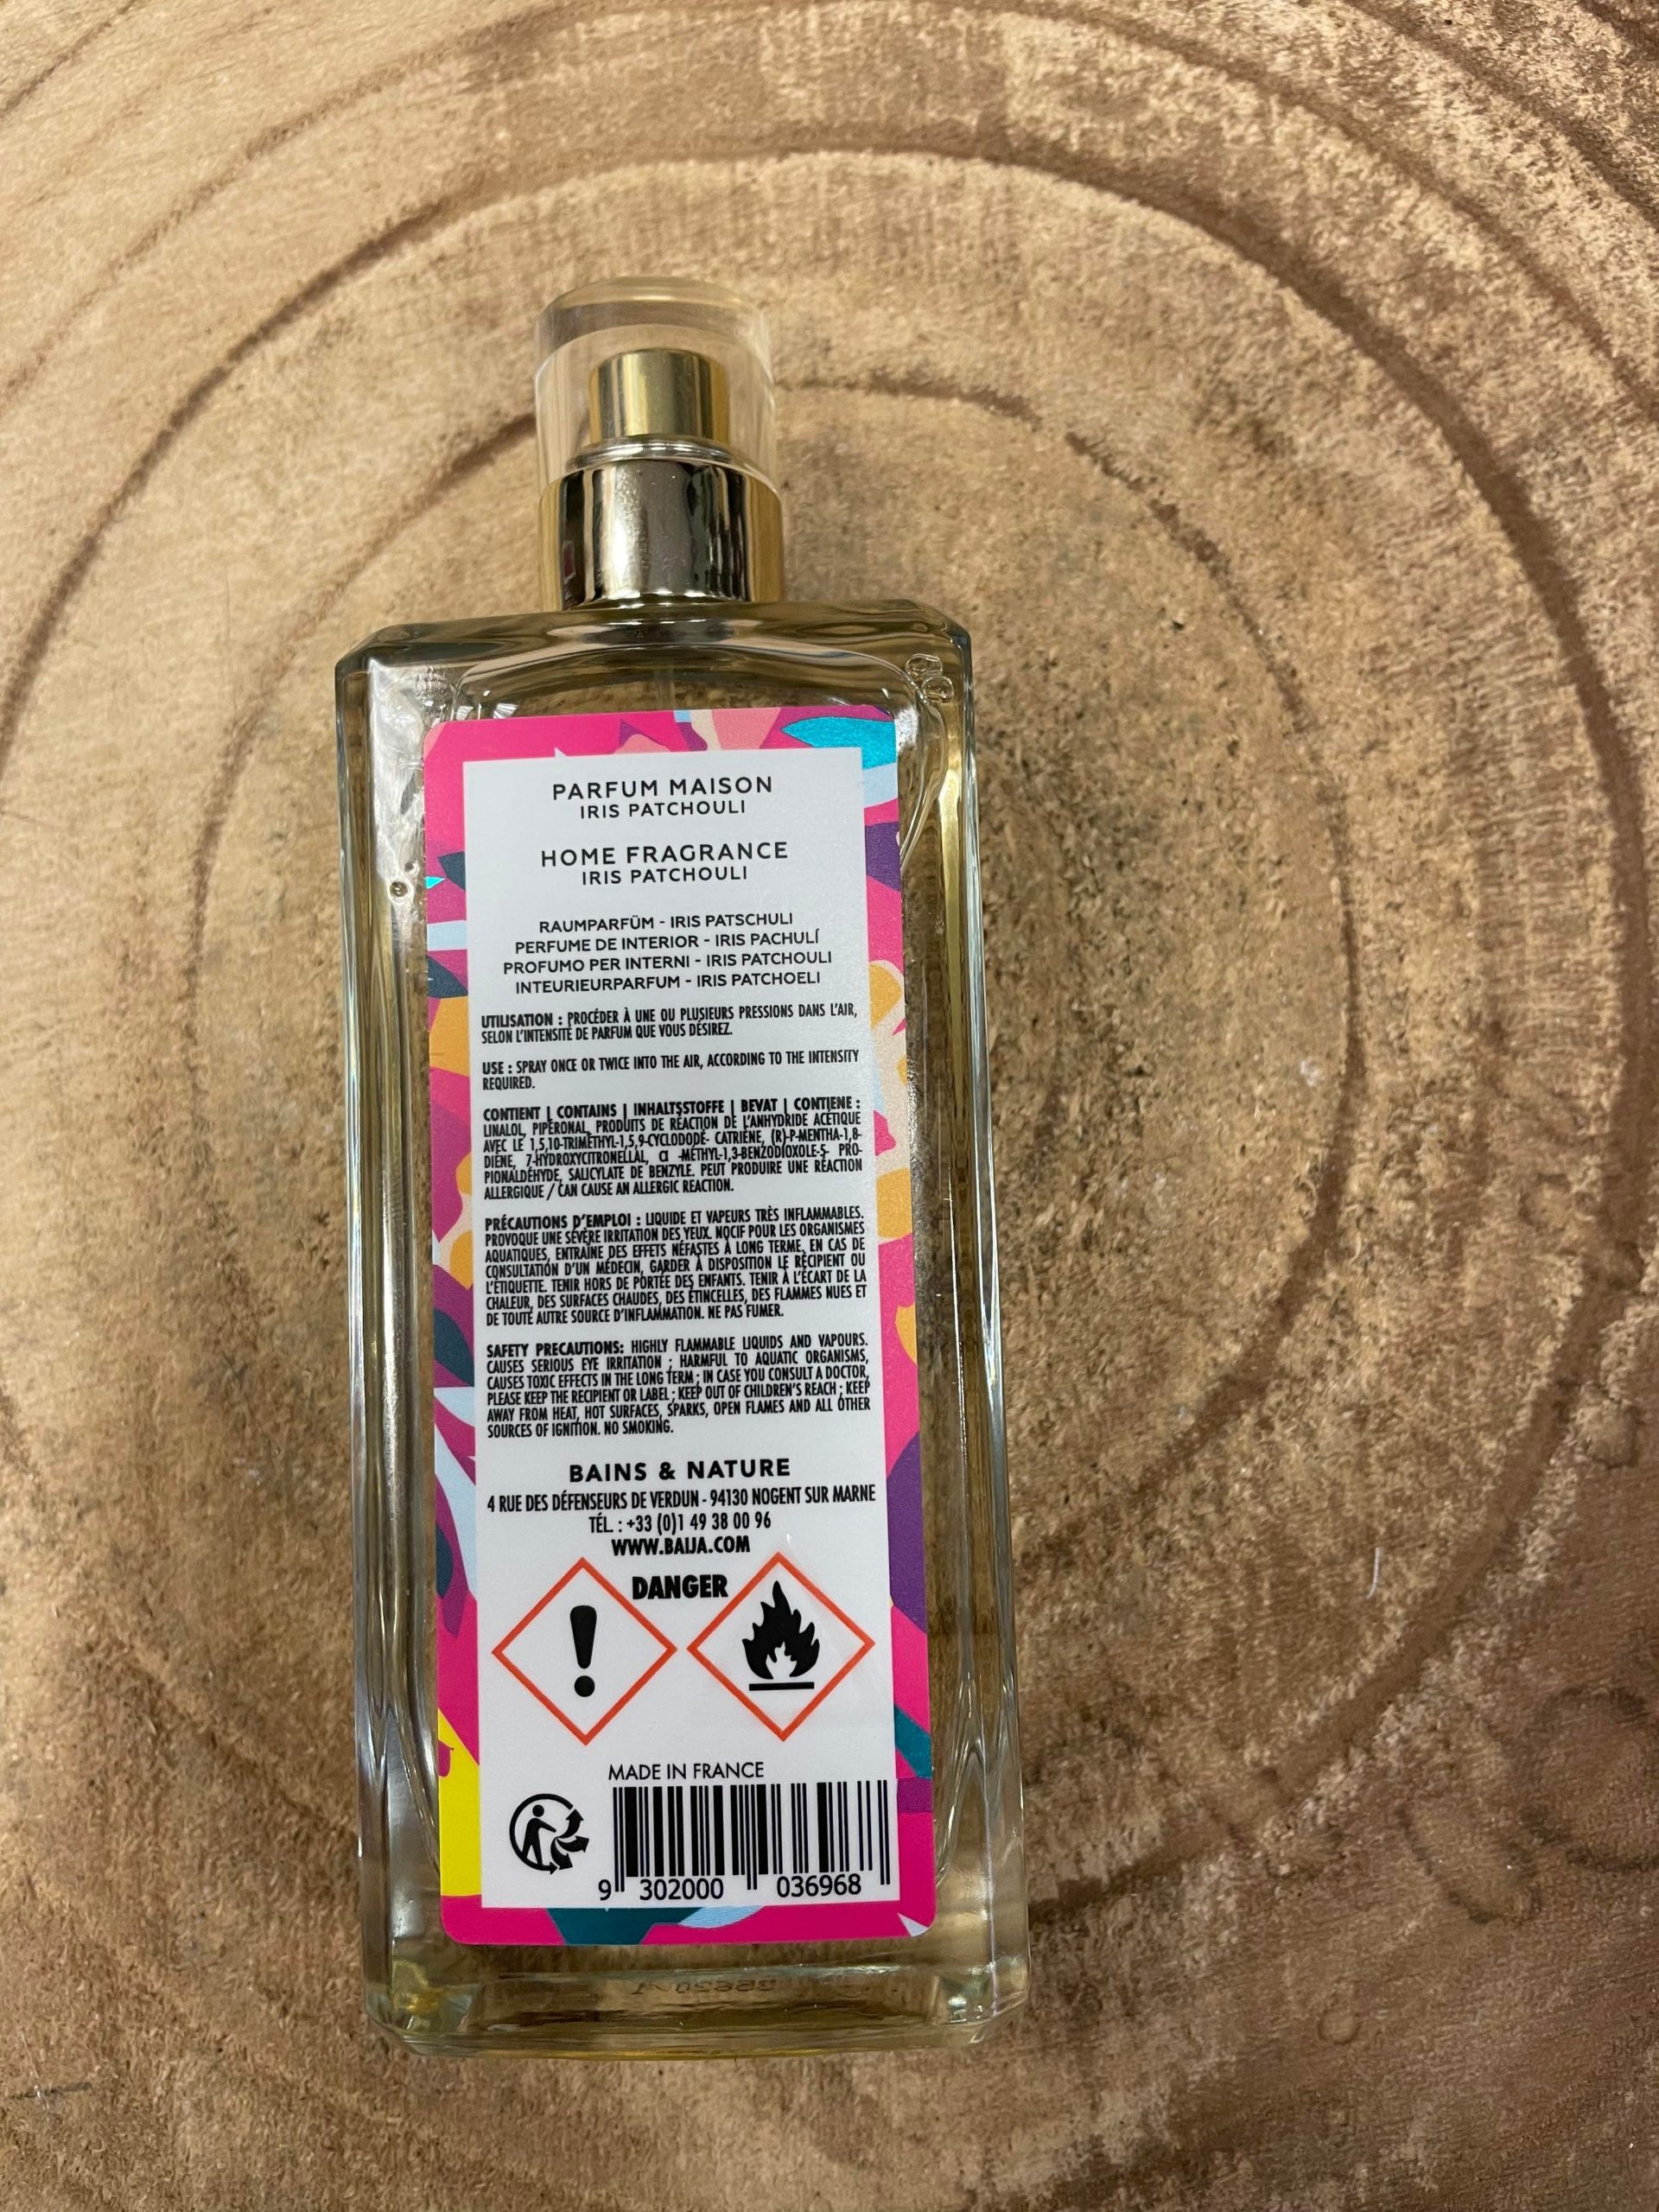 PARFUM MAISON
IRIS PATCHOULI
HOME FRAGRANCE
IRIS PATCHOULI
RAUMPARFÜM - IRIS PATSCHULI
PERFUME DE INTERIOR - IRIS PACHULÍ
PROFUMO PER INTERNI - IRIS PATCHOULI
INTEURIEURPARFUM - IRIS PATCHOELI
UTILISATION : PROCÉDER À UNE OU PLUSIEURS PRESSIONS DANS L'AIR,
SELON L'INTENSITÉ DE PARFUM QUE VOUS DÉSIREZ.
USE : SPRAY ONCE OR TWICE INTO THE AIR, ACCORDING TO THE INTENSITY
REQUIRED.
CONTIENT | CONTAINS | INHALTSSTOFFE | BEVAT | CONTIENE :
LINALOL, PIPÉRONAL, PRODUITS DE RÉACTION DE L'ANHYDRIDE ACÉTIQUE
AVEC LE 1,5,10-TRIMÉTHYL-1,5,9-CYCLODODÉ- CATRIÈNE, (R)-P-MENTHA-1,8-
DIÈNE, 7-HYDROXYCITRONELLAL, α -MÉTHYL-1,3-BENZODIOXOLE-5- PRO-
PIONALDÉHYDE, SALICYLATE DE BENZYLE. PEUT PRODUIRE UNE RÉACTION
ALLERGIQUE / CAN CAUSE AN ALLERGIC REACTION.
PRÉCAUTIONS D'EMPLOI : LIQUIDE ET VAPEURS TRÈS INFLAMMABLES.
PROVOQUE UNE SÉVÈRE IRRITATION DES YEUX. NOCIF POUR LES ORGANISMES
AQUATIQUES, ENTRAÎNE DES EFFETS NÉFASTES À LONG TERME. EN CAS DE
CONSULTATION D'UN MÉDECIN, GARDER À DISPOSITION LE RÉCIPIENT OU
L'ÉTIQUETTE. TENIR HORS DE PORTÉE DES ENFANTS. TENIR À L'ÉCART DE LA
CHALEUR, DES SURFACES CHAUDES, DES ÉTINCELLES, DES FLAMMES NUES ET
DE TOUTE AUTRE SOURCE D'INFLAMMATION. NE PAS FUMER.
SAFETY PRECAUTIONS: HIGHLY FLAMMABLE LIQUIDS AND VAPOURS.
CAUSES SERIOUS EYE IRRITATION ; HARMFUL TO AQUATIC ORGANISMS,
CAUSES TOXIC EFFECTS IN THE LONG TERM ; IN CASE YOU CONSULT A DOCTOR,
PLEASE KEEP THE RECIPIENT OR LABEL ; KEEP OUT OF CHILDREN'S REACH ; KEEP
AWAY FROM HEAT, HOT SURFACES, SPARKS, OPEN FLAMES AND ALL OTHER
SOURCES OF IGNITION. NO SMOKING.
BAINS & NATURE
4 RUE DES DÉFENSEURS DE VERDUN - 94130 NOGENT SUR MARNE
TÉL. : +33 (0)1 49 38 00 96
WWW.BAIJA.COM
DANGER
MADE IN FRANCE
9 302000 036968